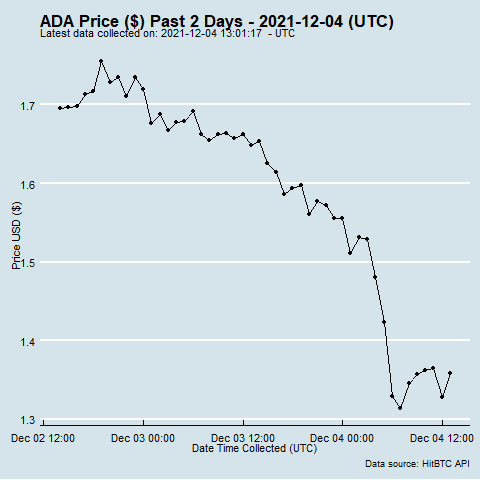 ADA Price ($) Past 2 Days - 2021-12-04 (UTC)
Latest data collected on: 2021-12-04 13:01:17 - UTC
Price USD ($)
1.7
1.6
1.5
1.4
1.3
Dec 02 12:00 Dec 03 00:00 Dec 03 12:00 Dec 04 00:00 Dec 04 12:00
Date Time Collected (UTC)
Data source: HitBTC API